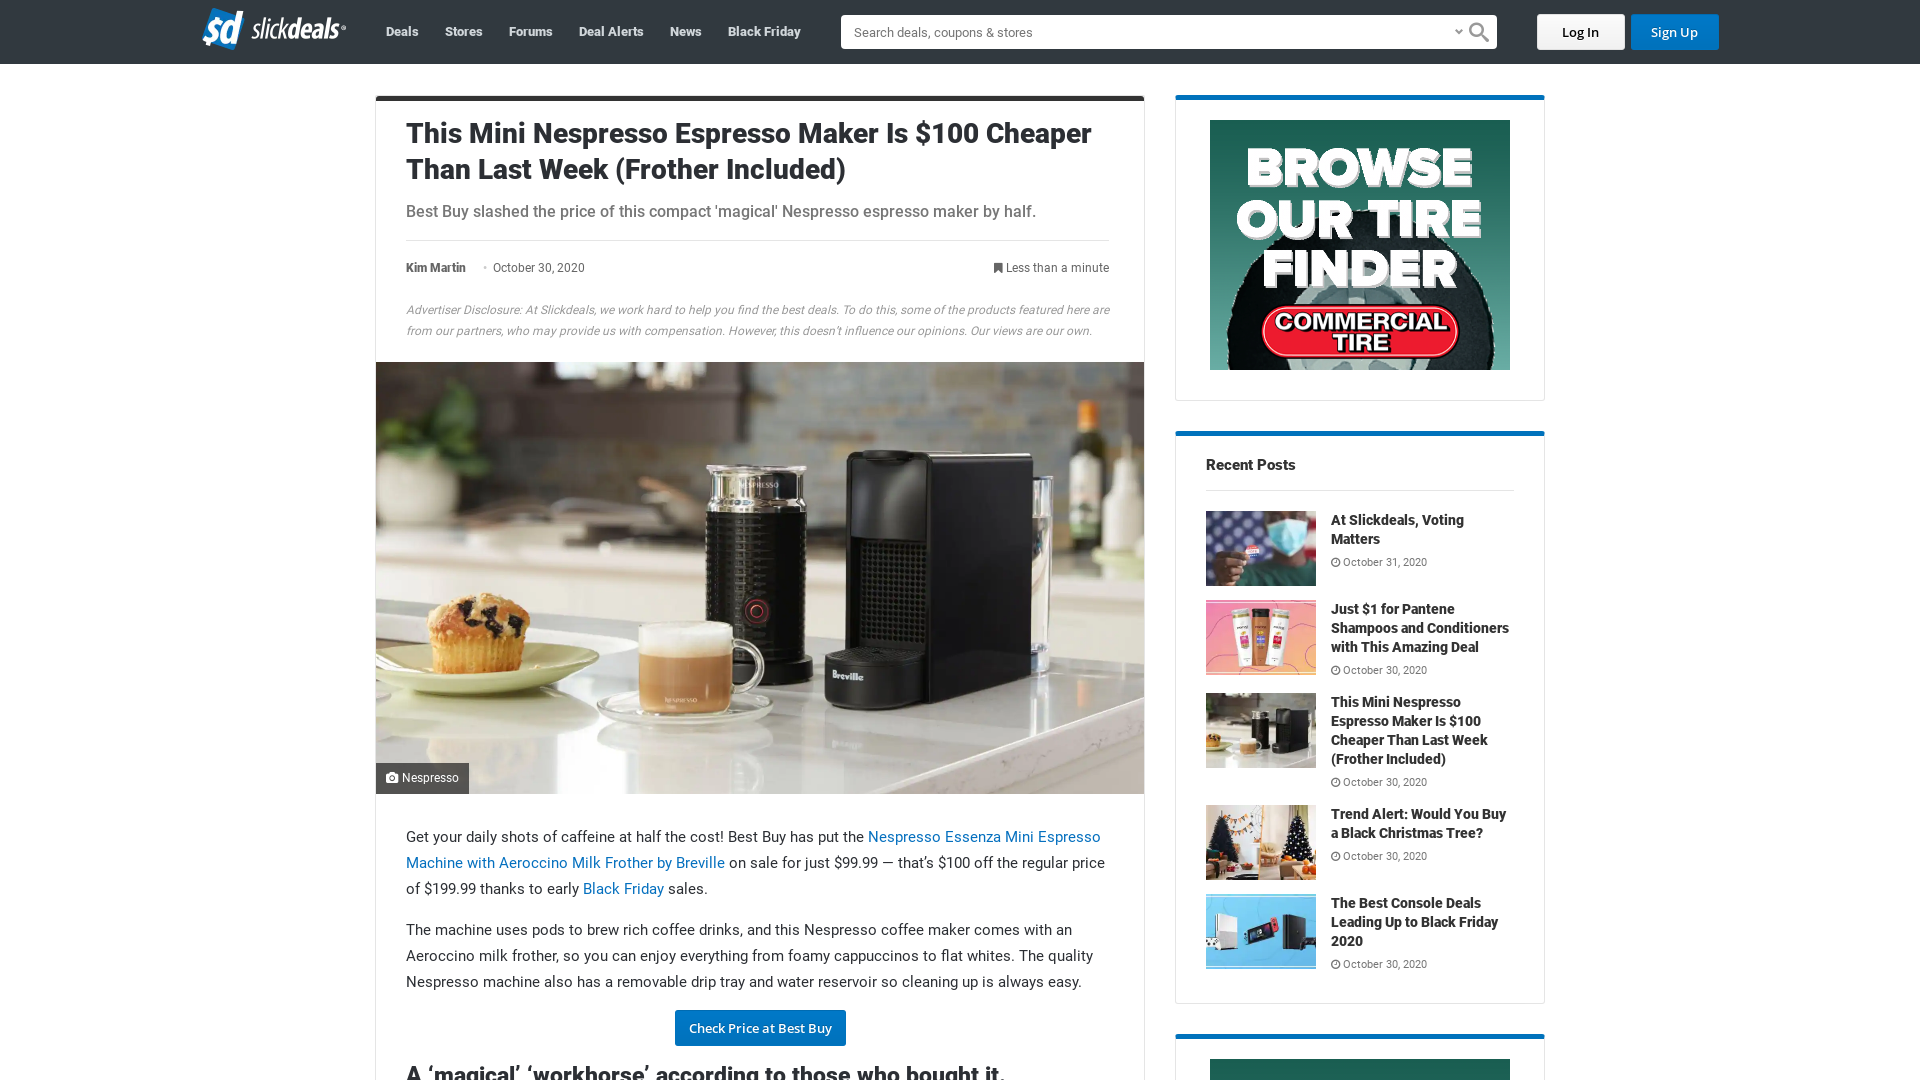 sd slickdeals
Deals
Stores
Forums
Deal Alerts
News
Black Friday
Search deals, coupons & stores
Log In
Sign Up
This Mini Nespresso Espresso Maker Is $100 Cheaper
Than Last Week (Frother Included)
Best Buy slashed the price of this compact 'magical' Nespresso espresso maker by half.
Kim Martin • October 30, 2020
Less than a minute
Advertiser Disclosure: At Slickdeals, we work hard to help you find the best deals. To do this, some of the products featured here are
from our partners, who may provide us with compensation. However, this doesn’t influence our opinions. Our views are our own.
NESPRESSO
Breville
NESPRESSO
Nespresso
Get your daily shots of caffeine at half the cost! Best Buy has put the Nespresso Essenza Mini Espresso
Machine with Aeroccino Milk Frother by Breville on sale for just $99.99 — that’s $100 off the regular price
of $199.99 thanks to early Black Friday sales.
The machine uses pods to brew rich coffee drinks, and this Nespresso coffee maker comes with an
Aeroccino milk frother, so you can enjoy everything from foamy cappuccinos to flat whites. The quality
Nespresso machine also has a removable drip tray and water reservoir so cleaning up is always easy.
Check Price at Best Buy
A ‘magical’ ‘workhorse’ according to those who bought it.
BROWSE
OUR TIRE
FINDER
COMMERCIAL
TIRE
Recent Posts
At Slickdeals, Voting
Matters
October 31, 2020
Just $1 for Pantene
Shampoos and Conditioners
with This Amazing Deal
October 30, 2020
This Mini Nespresso
Espresso Maker Is $100
Cheaper Than Last Week
(Frother Included)
October 30, 2020
Trend Alert: Would You Buy
a Black Christmas Tree?
October 30, 2020
The Best Console Deals
Leading Up to Black Friday
2020
October 30, 2020